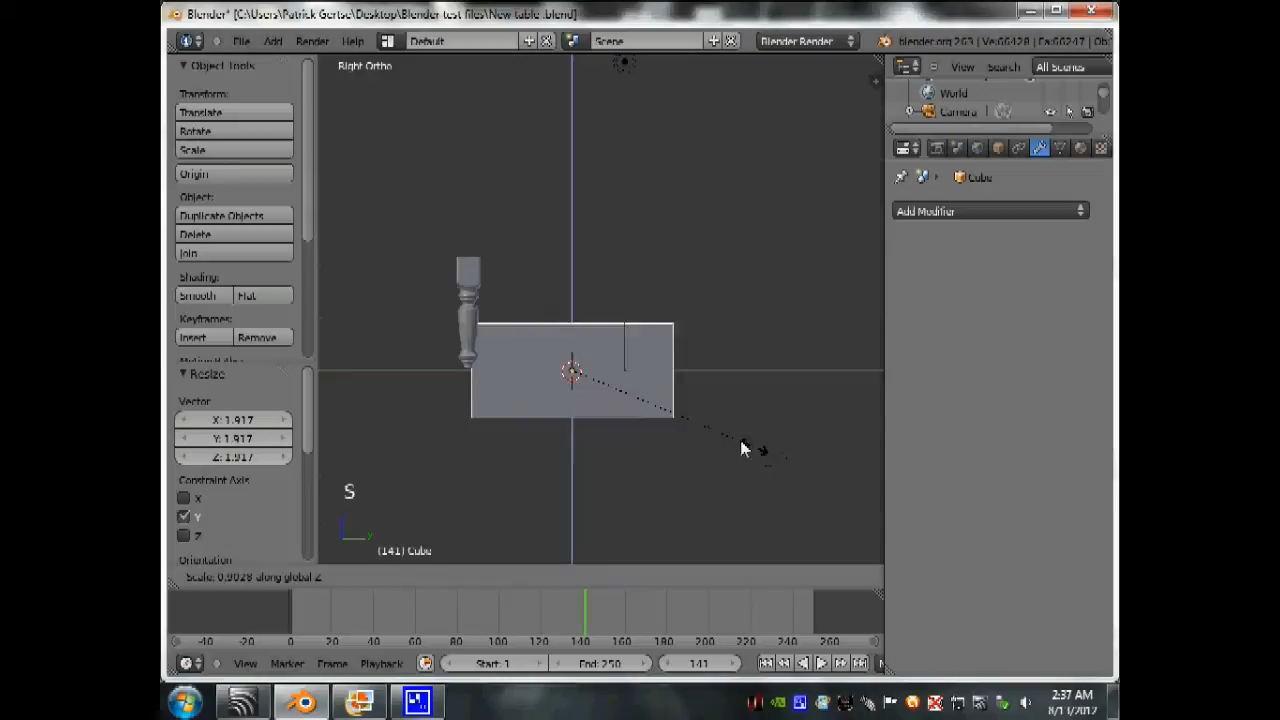 Blender* [C:\Users\Patrick Gertse\Desktop\Blender test files\New table .blend]
File Add Render Help Default Scene Blender Render blender.org 263 | Ve:66428 | Fa:66247 | Ob:
Object Tools
Right Ortho
View Search All Scenes
Transform:
World
Translate
Camera
Rotate
Scale
Origin
Cube
Object:
Add Modifier
Duplicate Objects
Delete
Join
Shading:
Smooth Flat
Keyframes:
Insert Remove
Resize
Vector
X: 1.917
Y: 1.917
Z: 1.917
Constraint Axis
X
S
Y
Z
y
(141) Cube
Orientation
Scale: 0.9028 along global Z
-40 -20 0 20 40 60 80 100 120 140 160 180 200 220 240 260
View Marker Frame Playback Start: 1 End: 250 141
2:37 AM
8/13/2012